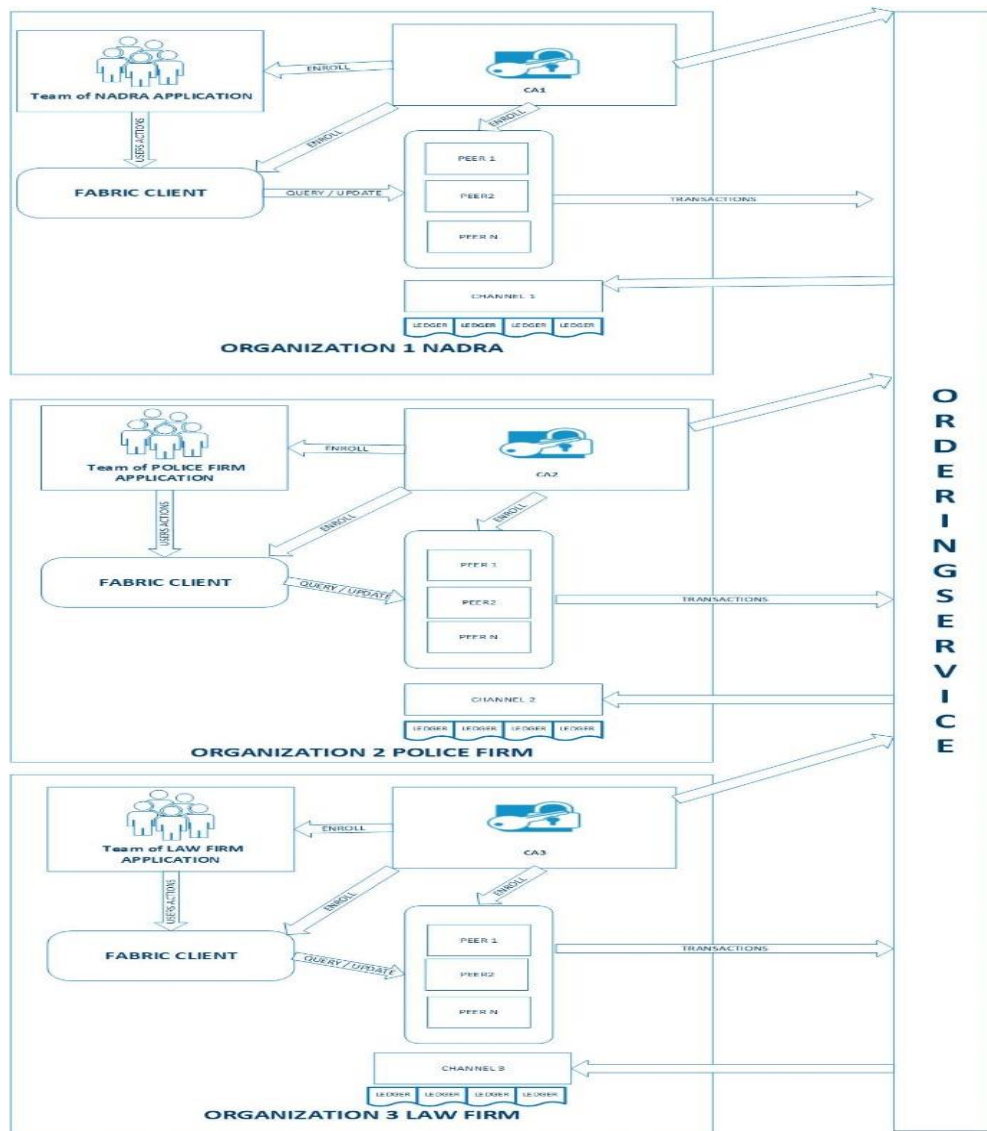 Team of NADRA APPLICATION
ENROLL
CA1
USERS ACTIONS
ENROLL
ENROLL
FABRIC CLIENT
QUERY / UPDATE
PEER 1
PEER2
PEER N
TRANSACTIONS
CHANNEL 1
LEDGER LEDGER LEDGER LEDGER
ORGANIZATION 1 NADRA
Team of POLICE FIRM
APPLICATION
ENROLL
CA2
USERS ACTIONS
ENROLL
ENROLL
FABRIC CLIENT
QUERY / UPDATE
PEER 1
PEER2
PEER N
TRANSACTIONS
CHANNEL 2
LEDGER LEDGER LEDGER LEDGER
ORGANIZATION 2 POLICE FIRM
Team of LAW FIRM
APPLICATION
ENROLL
CA3
USERS ACTIONS
ENROLL
ENROLL
FABRIC CLIENT
QUERY / UPDATE
PEER 1
PEER2
PEER N
TRANSACTIONS
CHANNEL 3
LEDGER LEDGER LEDGER LEDGER
ORGANIZATION 3 LAW FIRM
ORDERINGSERVICE